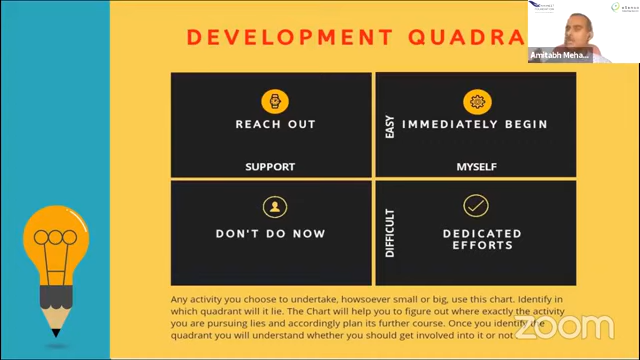 DEVELOPMENT QUADRA
Amitabh Meha...
REACH OUT
SUPPORT
EASY
IMMEDIATELY BEGIN
MYSELF
DON'T DO NOW
DIFFICULT
DEDICATED
EFFORTS
Any activity you choose to undertake, howsoever small or big, use this chart. Identify in
which quadrant will it lie. The Chart will help you to figure out where exactly the activity
you are pursuing lies and accordingly plan its further course. Once you identify the
quadrant you will understand whether you should get involved into it or not
zoom